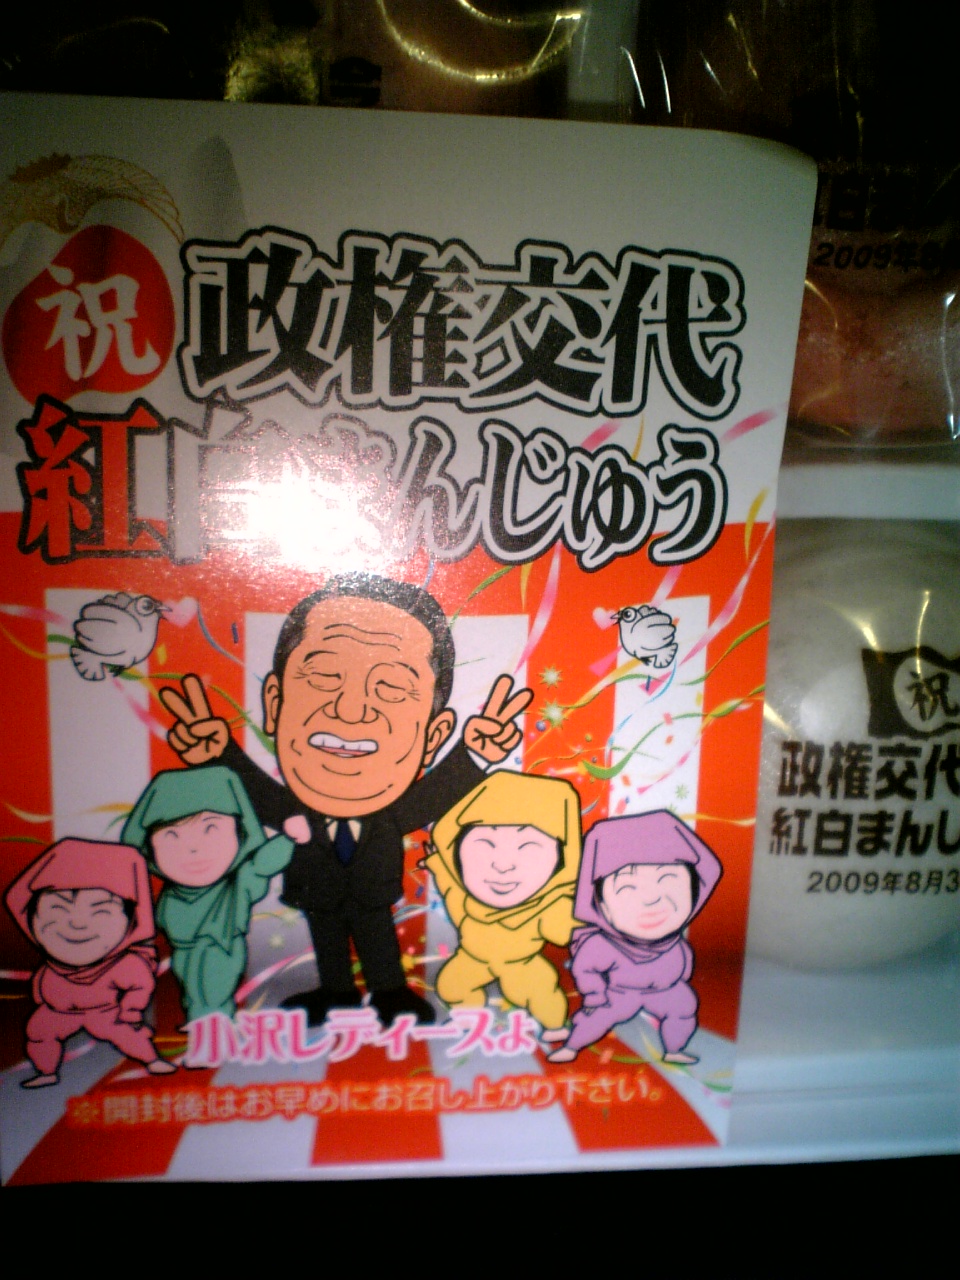 祝 政権交代
紅白まんじゅう
小沢レディースよ
※開封後はお早めにお召し上がり下さい。
2009年8月
祝
政権交代
紅白まんじ
2009年8月3